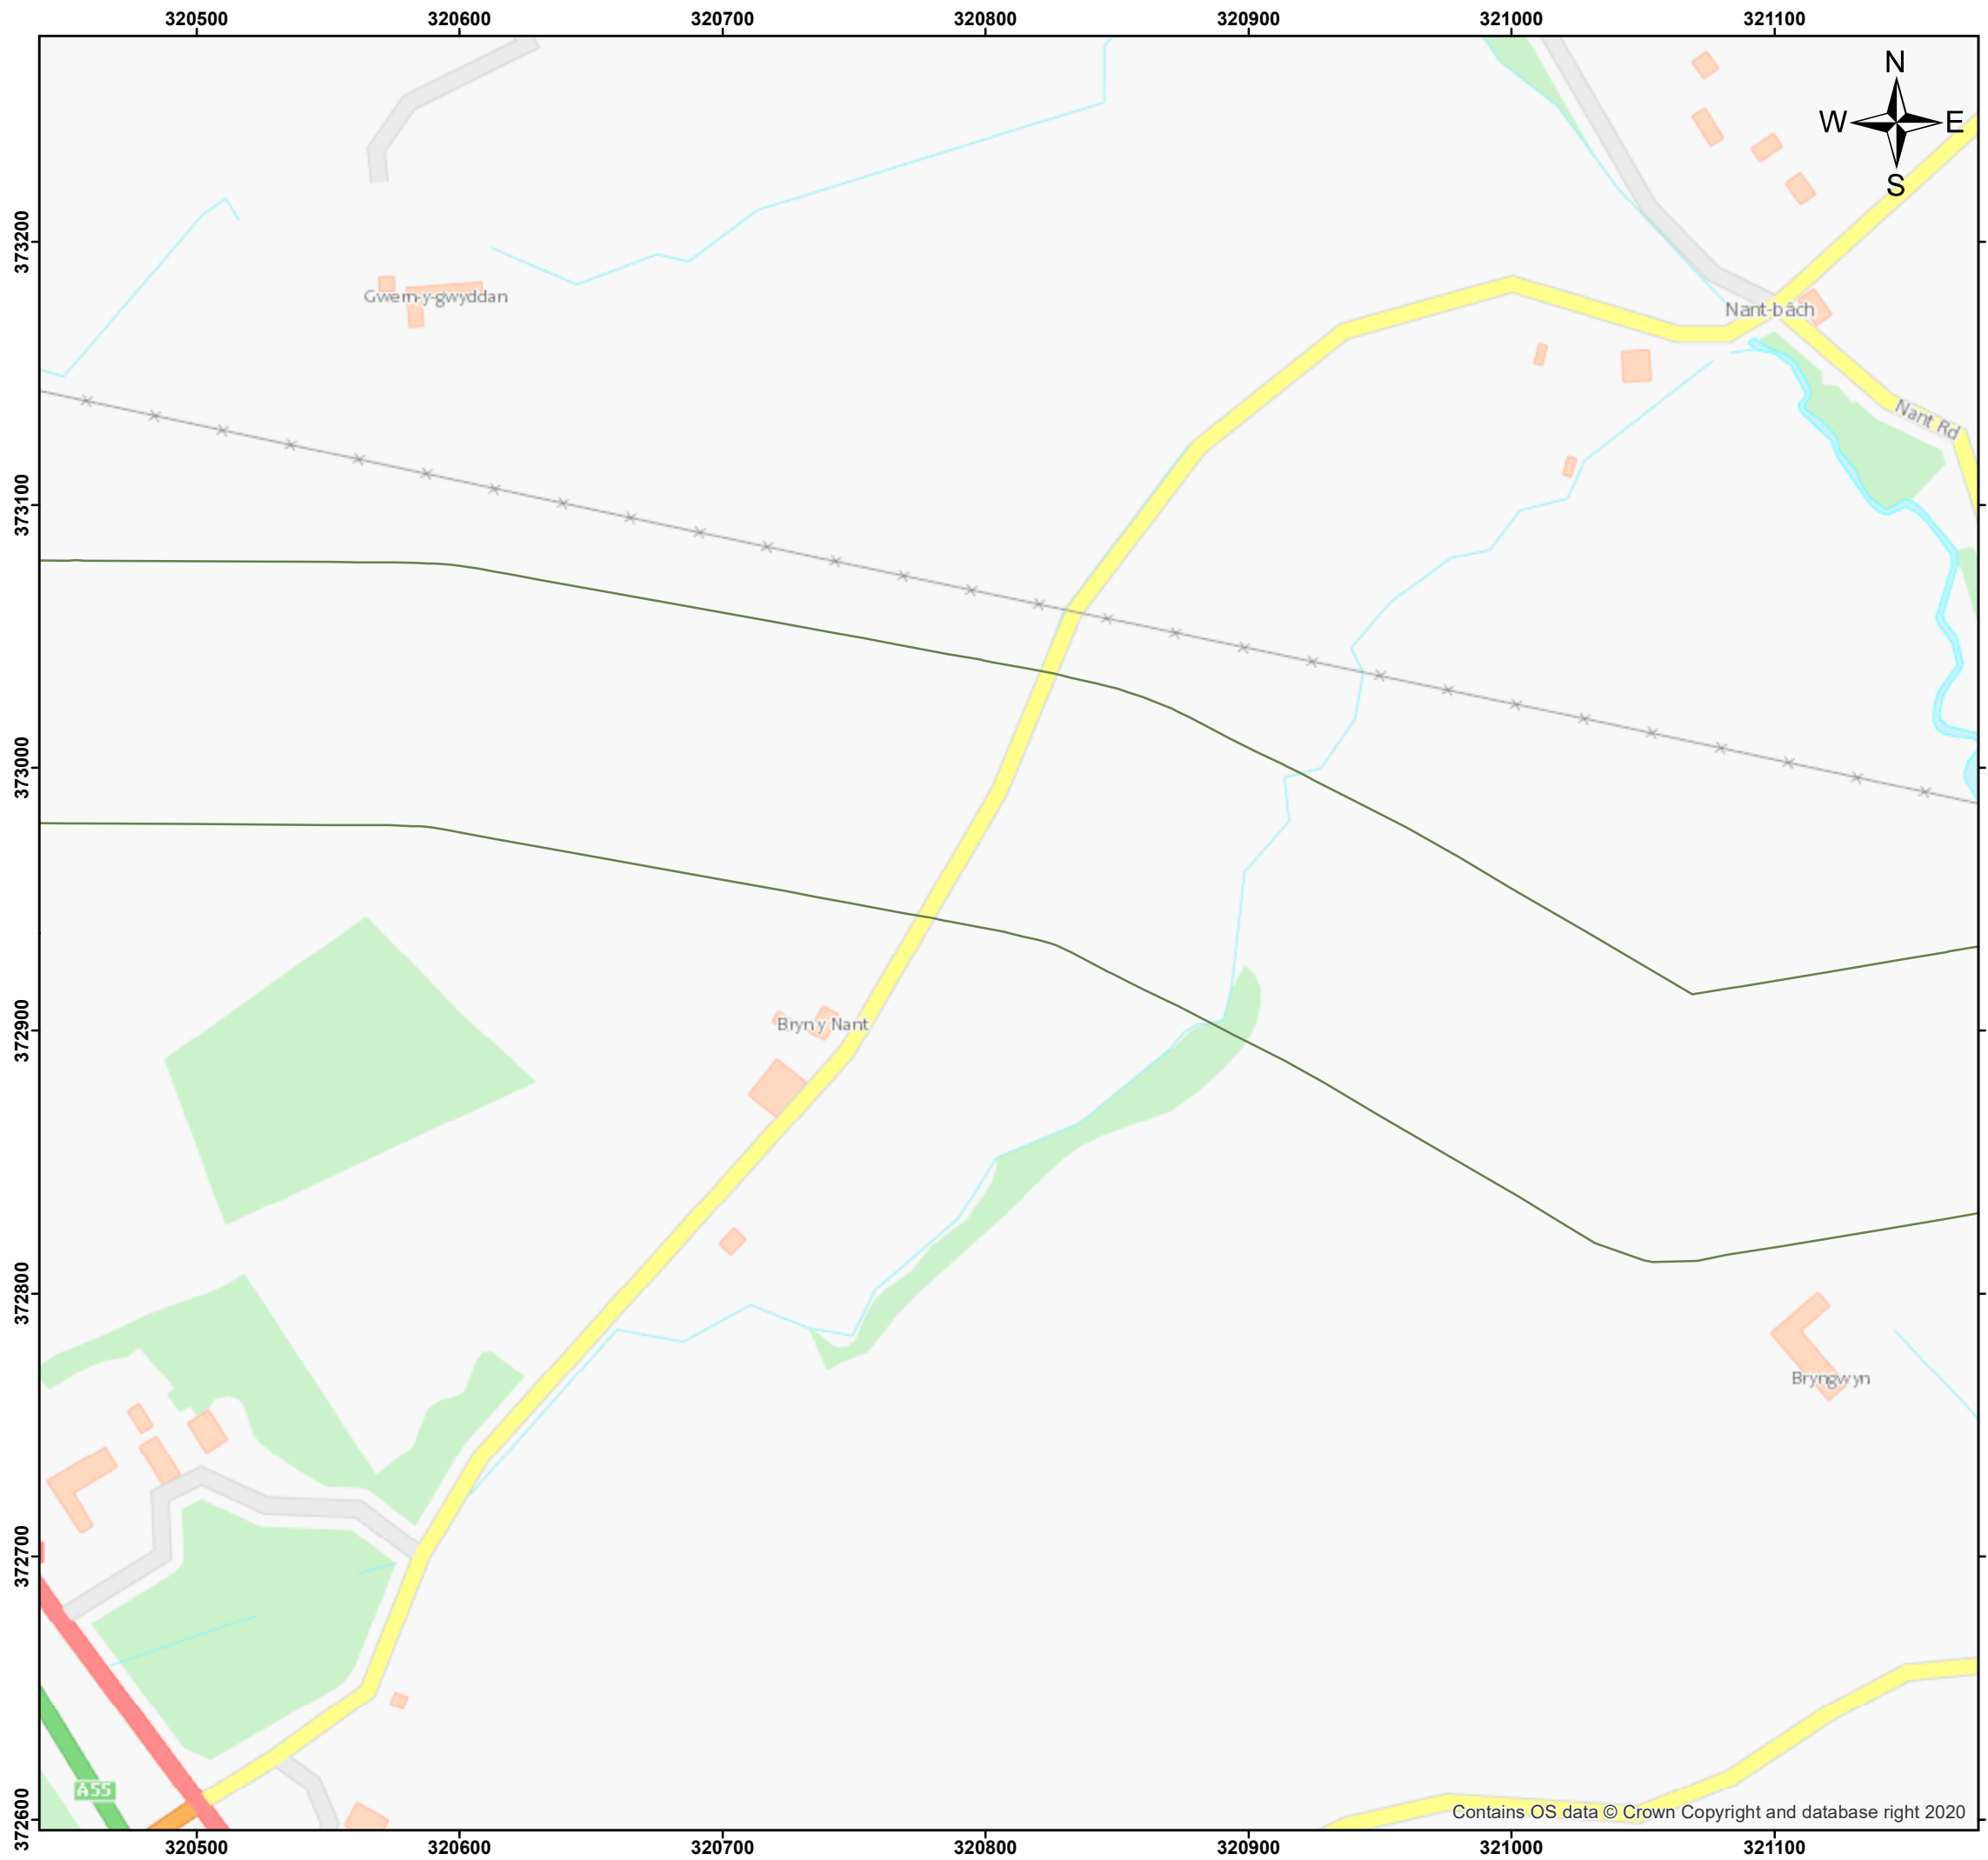 320500 320600 320700 320800 320900 321000 321100
N
W E
S
373200
Gwern-y-gwyddan
Nant-bâch
Nant Rd
373100
373000
372900
Bryn y Nant
372800
Bryngwyn
372700
A55
372600
Contains OS data © Crown Copyright and database right 2020
320500 320600 320700 320800 320900 321000 321100